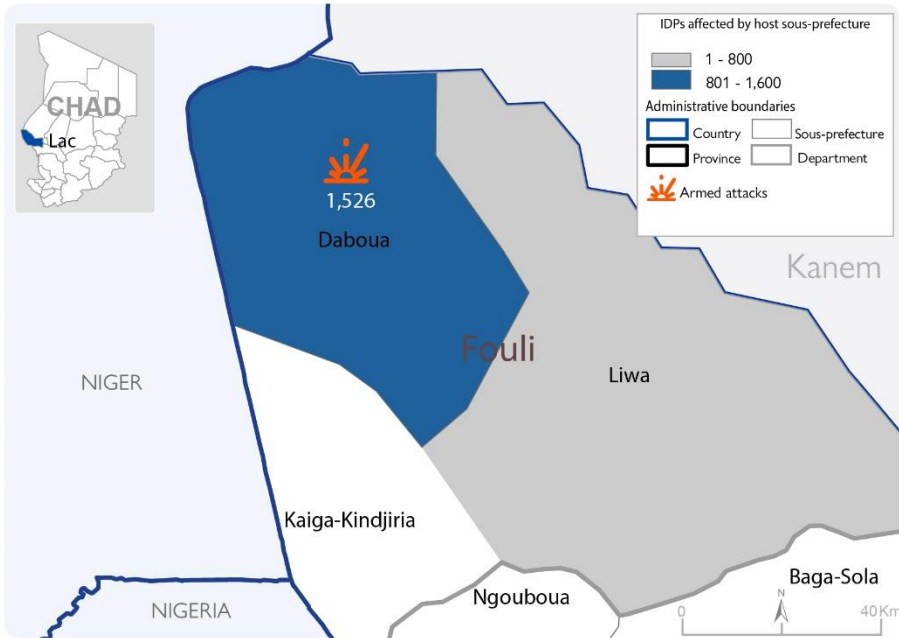 CHAD
Lac
IDPs affected by host sous-prefecture
1 - 800
801 - 1,600
Administrative boundaries
Country
Sous-prefecture
Province
Department
Armed attacks
1,526
Daboua
Kanem
Fouli
NIGER
Liwa
Kaiga-Kindjiria
Baga-Sola
Ngouboua
NIGERIA
N
0
40 Km